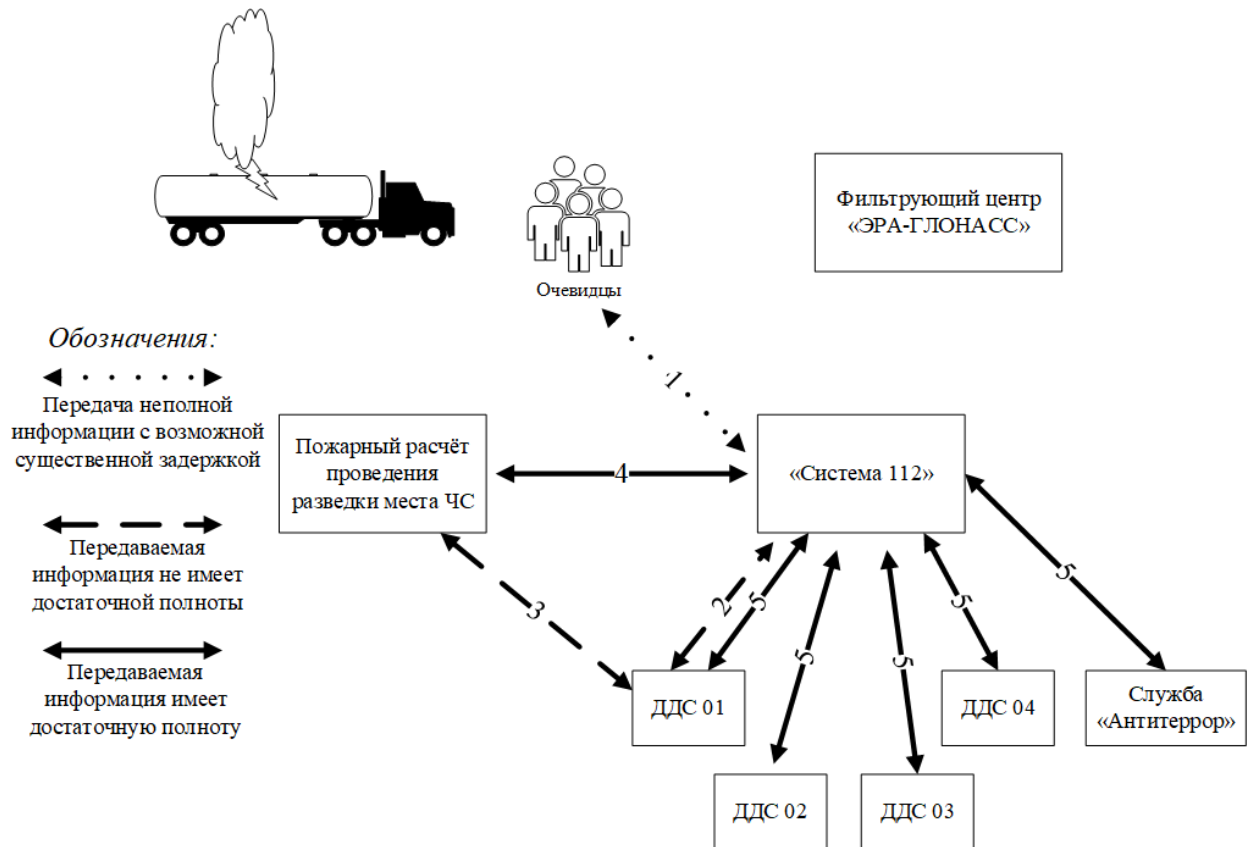 Фильтрующий центр
«ЭРА-ГЛОНАСС»
Очевидцы
Обозначения:
Передача неполной
информации с возможной
существенной задержкой
Передаваемая
информация не имеет
достаточной полноты
Передаваемая
информация имеет
достаточную полноту
1
Пожарный расчёт
проведения
разведки места ЧС
4
«Система 112»
3
2
5
5
5
5
5
ДДС 01
ДДС 04
Служба
«Антитеррор»
ДДС 02
ДДС 03